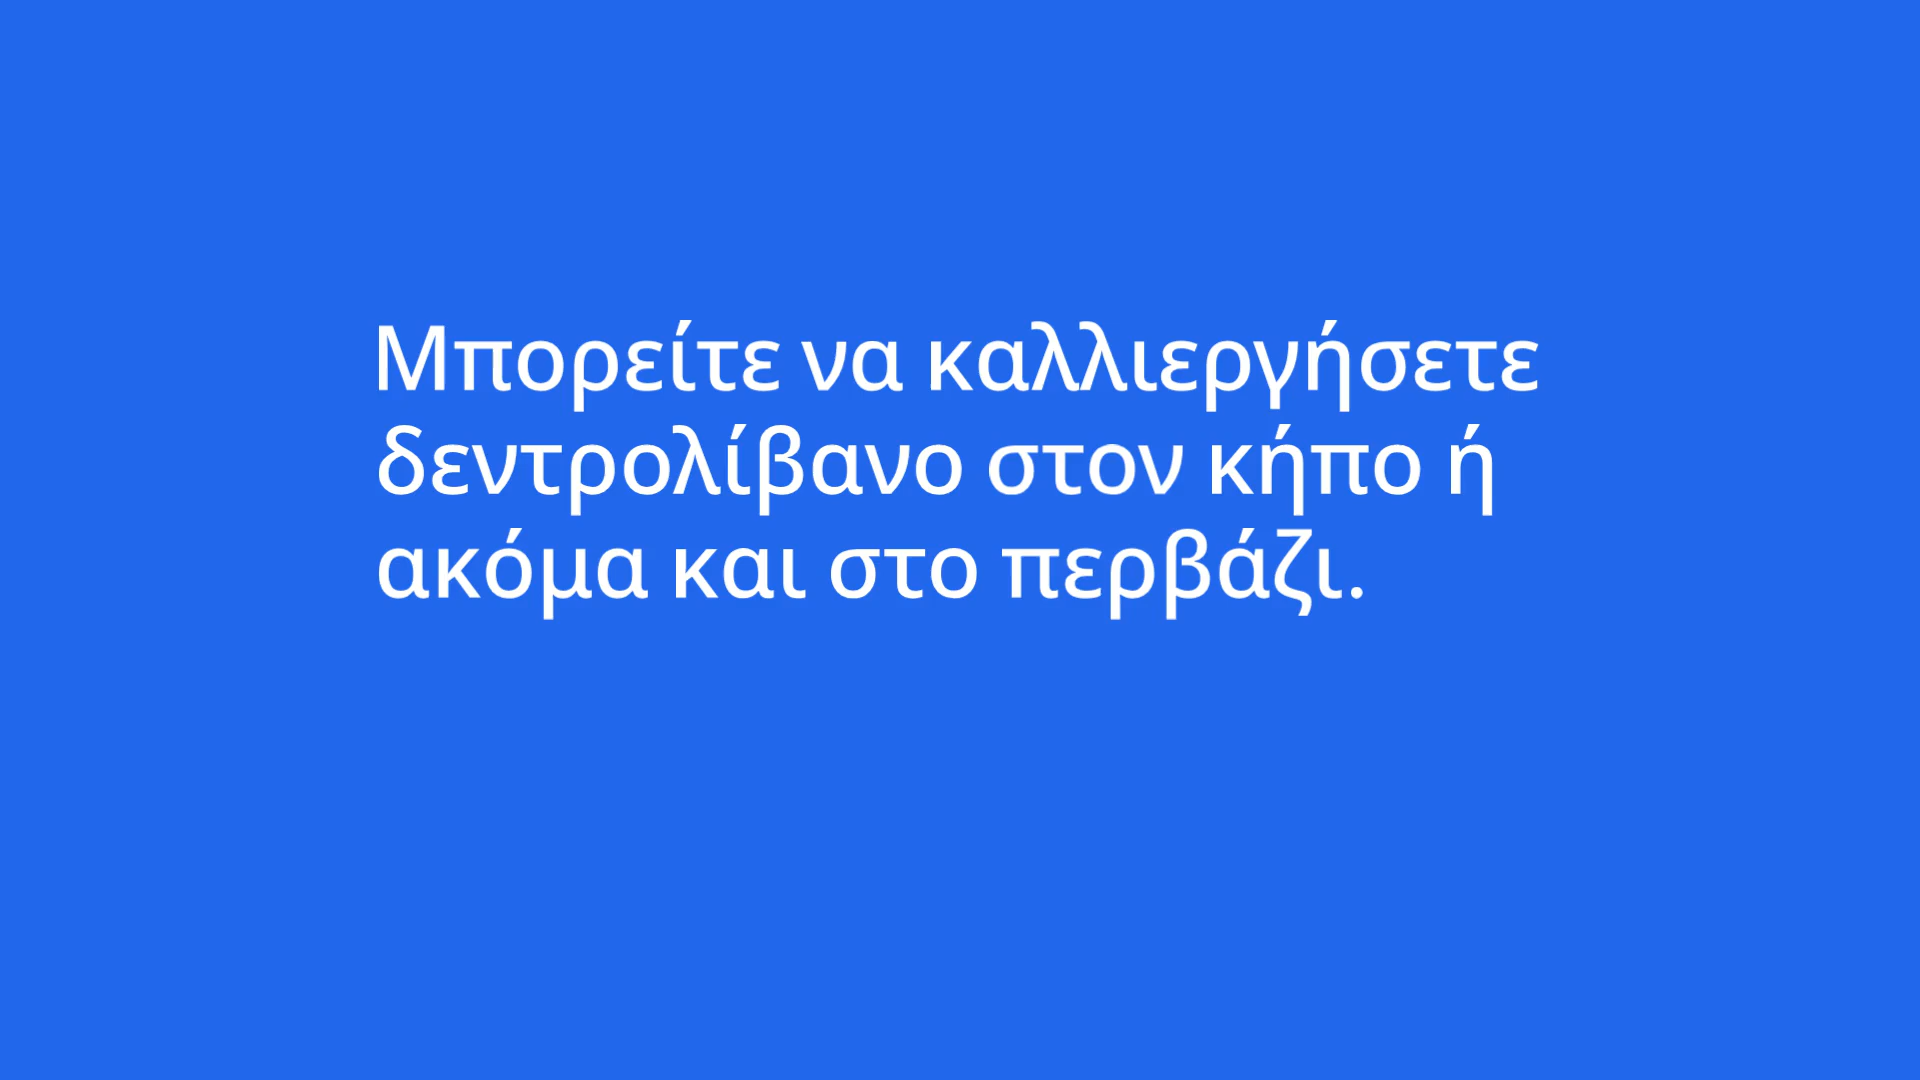 Μπορείτε να καλλιεργήσετε
δεντρολίβανο στον κήπο ή
ακόμα και στο περβάζι.